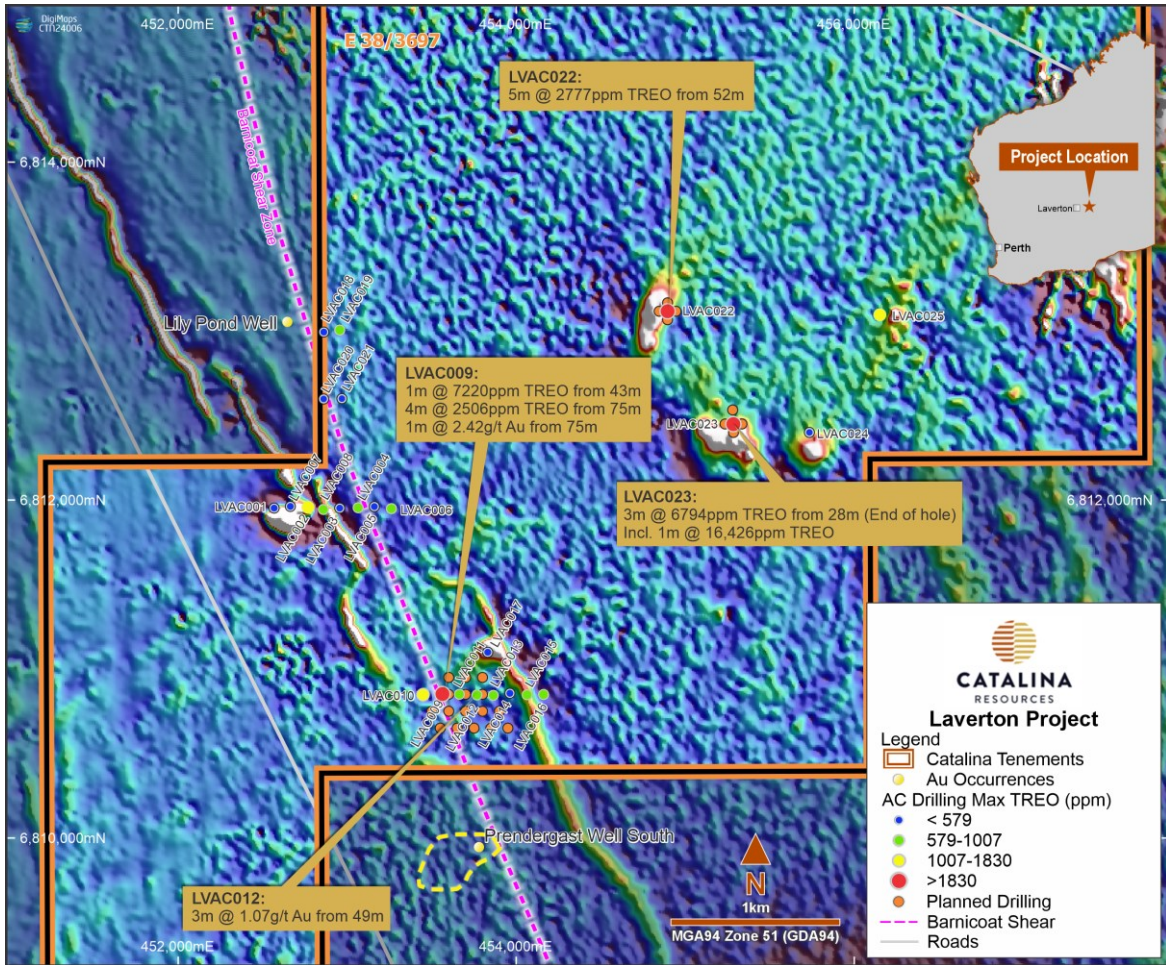 DigiMaps
CTN24006
452,000mE
454,000mE
456,000mE
E 38/3697
LVAC022:
5m @ 2777ppm TREO from 52m
Barnicoat Shear Zone
6,814,000mN
Project Location
Laverton
Perth
LVAC018
LVAC019
Lily Pond Well
LVAC022
LVAC025
LVAC020
LVAC021
LVAC009:
1m @ 7220ppm TREO from 43m
4m @ 2506ppm TREO from 75m
1m @ 2.42g/t Au from 75m
LVAC023
LVAC024
LVAC007
LVAC008
LVAC004
6,812,000mN
LVAC001
LVAC002
LVAC003
LVAC005
LVAC006
LVAC023:
3m @ 6794ppm TREO from 28m (End of hole)
Incl. 1m @ 16,426ppm TREO
6,812,000mN
LVAC017
LVAC011
LVAC013
LVAC015
LVAC010
LVAC009
LVAC012
LVAC014
LVAC016
CATALINA
RESOURCES
Laverton Project
Legend
Catalina Tenements
Au Occurrences
AC Drilling Max TREO (ppm)
< 579
579-1007
1007-1830
>1830
Planned Drilling
Barnicoat Shear
Roads
6,810,000mN
Prendergast Well South
LVAC012:
3m @ 1.07g/t Au from 49m
N
1km
MGA94 Zone 51 (GDA94)
452,000mE
454,000mE